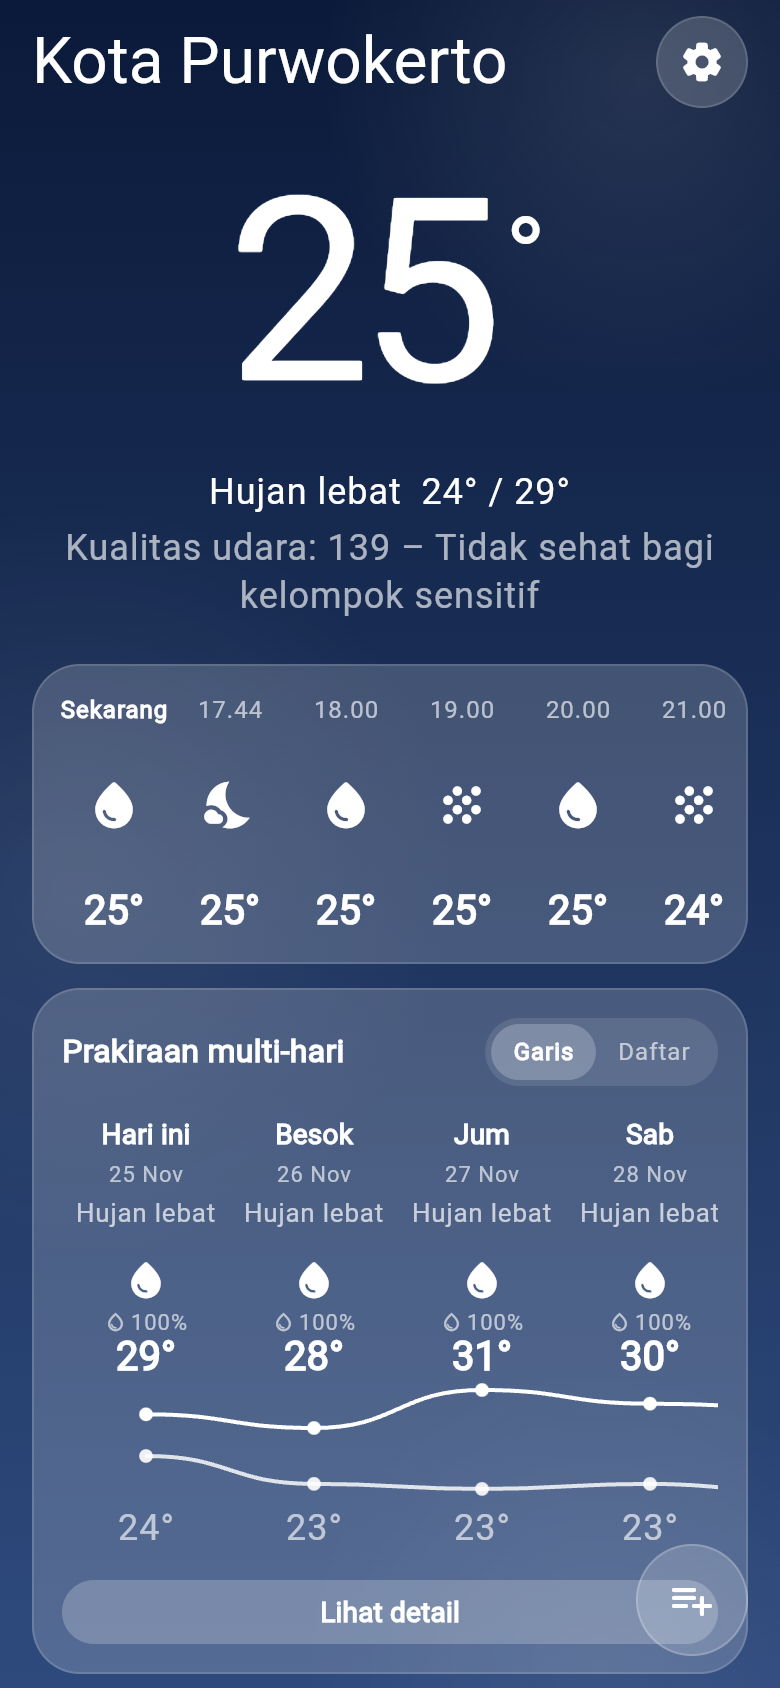 Kota Purwokerto
25°
Hujan lebat 24° / 29°
Kualitas udara: 139 – Tidak sehat bagi
kelompok sensitif
Sekarang 17.44 18.00 19.00 20.00 21.00
25° 25° 25° 25° 25° 24°
Prakiraan multi-hari Garis Daftar
Hari ini Besok Jum Sab
25 Nov 26 Nov 27 Nov 28 Nov
Hujan lebat Hujan lebat Hujan lebat Hujan lebat
100% 100% 100% 100%
29° 28° 31° 30°
24° 23° 23° 23°
Lihat detail